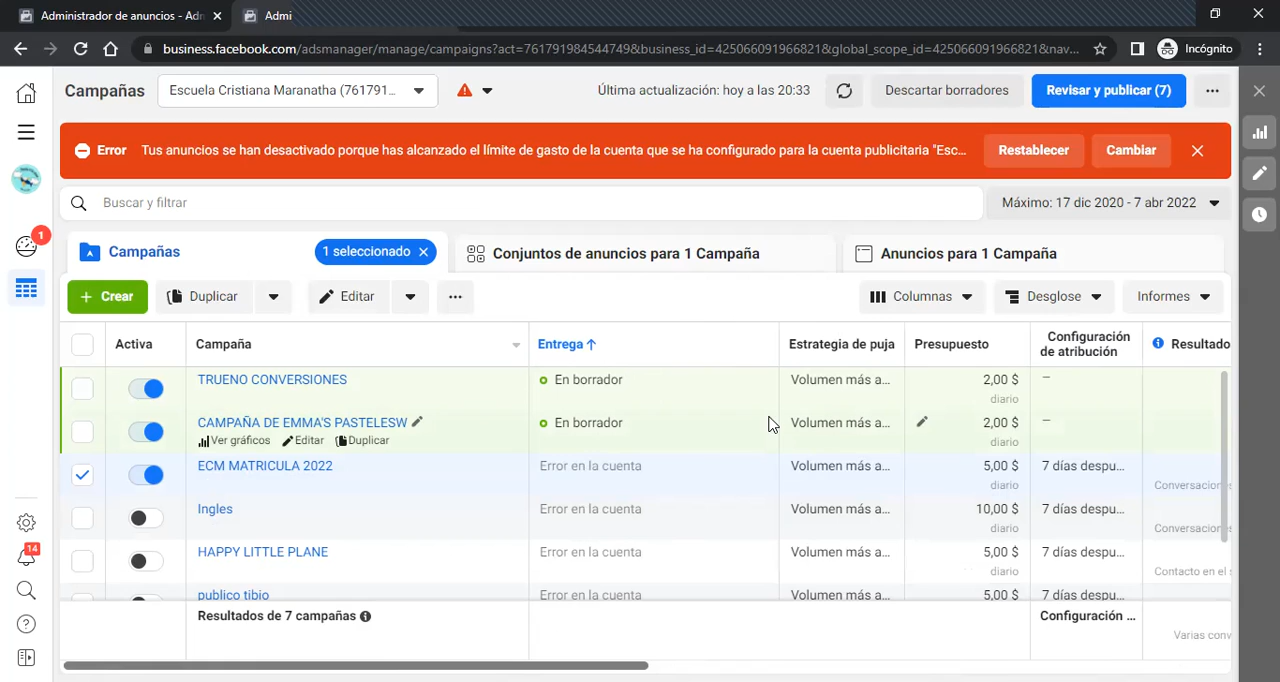 Administrador de anuncios - Adn
Admi
business.facebook.com/adsmanager/manage/campaigns?act=761791984544749&business_id=425066091966821&global_scope_id=425066091966821&nav...
Incógnito
Campañas
Escuela Cristiana Maranatha (761791...
Última actualización: hoy a las 20:33
Descartar borradores
Revisar y publicar (7)
Error Tus anuncios se han desactivado porque has alcanzado el límite de gasto de la cuenta que se ha configurado para la cuenta publicitaria "Esc...
Restablecer
Cambiar
Buscar y filtrar
Máximo: 17 dic 2020 - 7 abr 2022
1
Campañas
1 seleccionado
Conjuntos de anuncios para 1 Campaña
Anuncios para 1 Campaña
+ Crear
Duplicar
Editar
...
Columnas
Desglose
Informes
Activa
Campaña
Entrega ↑
Estrategia de puja
Presupuesto
Configuración de atribución
Resultado
TRUENO CONVERSIONES
En borrador
Volumen más a...
2,00 $
diario
—
CAMPAÑA DE EMMA'S PASTELESW
Ver gráficos
Editar
Duplicar
En borrador
Volumen más a...
2,00 $
diario
—
ECM MATRICULA 2022
Error en la cuenta
Volumen más a...
5,00 $
diario
7 días despu...
Conversaciones
Ingles
Error en la cuenta
Volumen más a...
10,00 $
diario
7 días despu...
Conversaciones
HAPPY LITTLE PLANE
Error en la cuenta
Volumen más a...
5,00 $
diario
7 días despu...
Contacto en el s
publico tibio
Error en la cuenta
Volumen más a...
5,00 $
7 días despu...
14
Resultados de 7 campañas
Configuración ...
Varias conv